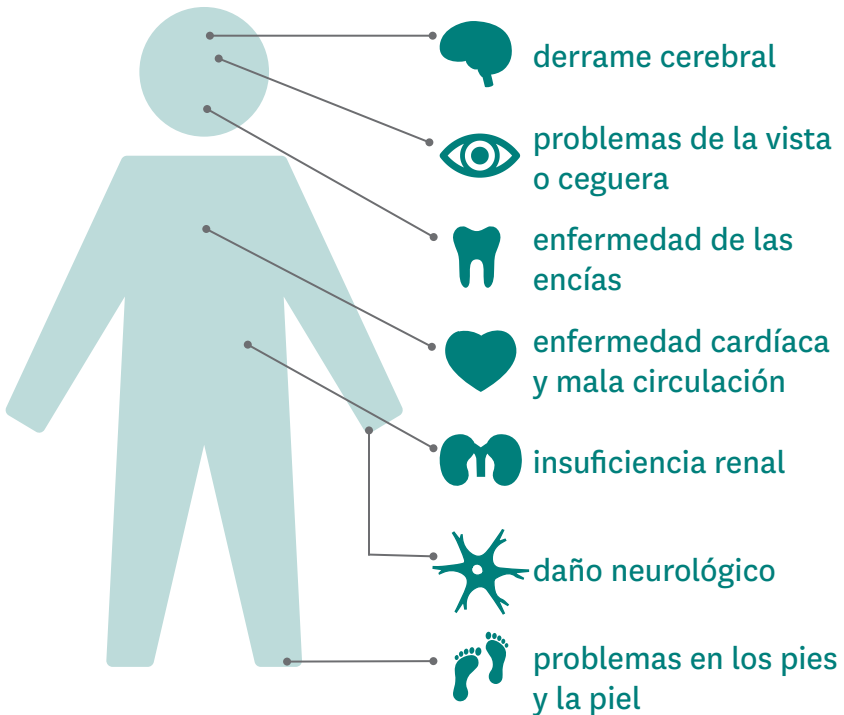 derrame cerebral
problemas de la vista
o ceguera
enfermedad de las
encías
enfermedad cardíaca
y mala circulación
insuficiencia renal
daño neurológico
problemas en los pies
y la piel